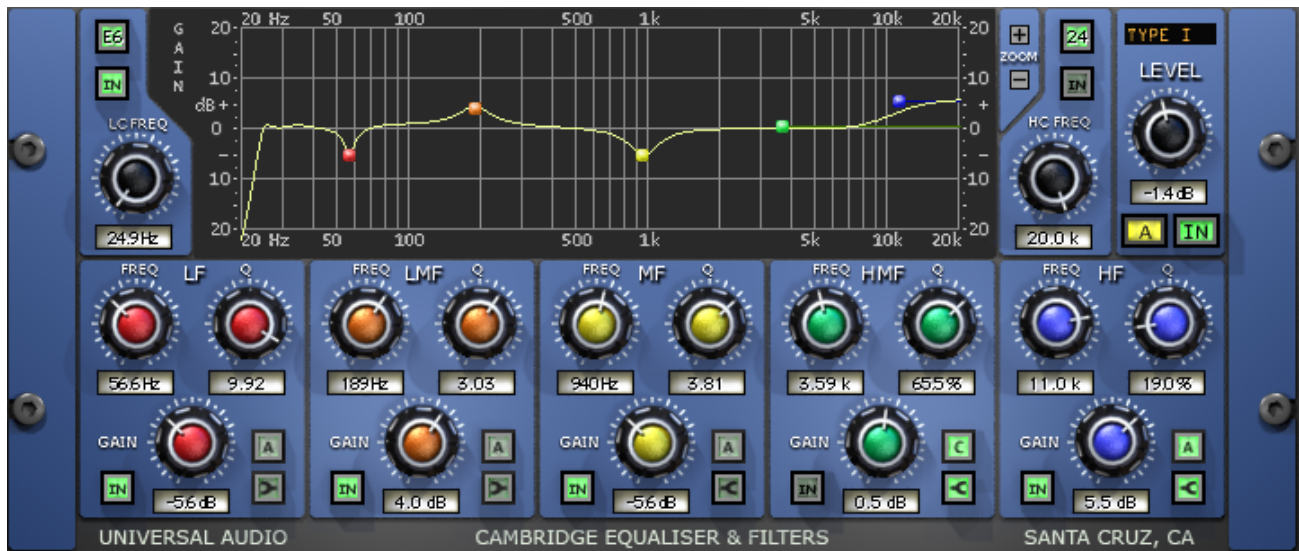 E6
IN
LC FREQ
24.9 Hz
GAIN
20 Hz 50 100 500 1k 5k 10k 20k
20 20
10 10
dB + +
0 0
– –
10 10
20 20
20 Hz 50 100 500 1k 5k 10k 20k
+
ZOOM
–
24
IN
HC FREQ
20.0 k
TYPE I
LEVEL
-1.4 dB
A IN
LF
FREQ Q
56.6 Hz 9.92
GAIN
A
IN
-5.6 dB
LMF
FREQ Q
189 Hz 3.03
GAIN
A
IN
4.0 dB
MF
FREQ Q
940 Hz 3.81
GAIN
A
IN
-5.6 dB
HMF
FREQ Q
3.59 k 65.5 %
GAIN
C
IN
0.5 dB
HF
FREQ Q
11.0 k 19.0 %
GAIN
A
IN
5.5 dB
UNIVERSAL AUDIO CAMBRIDGE EQUALISER & FILTERS SANTA CRUZ, CA